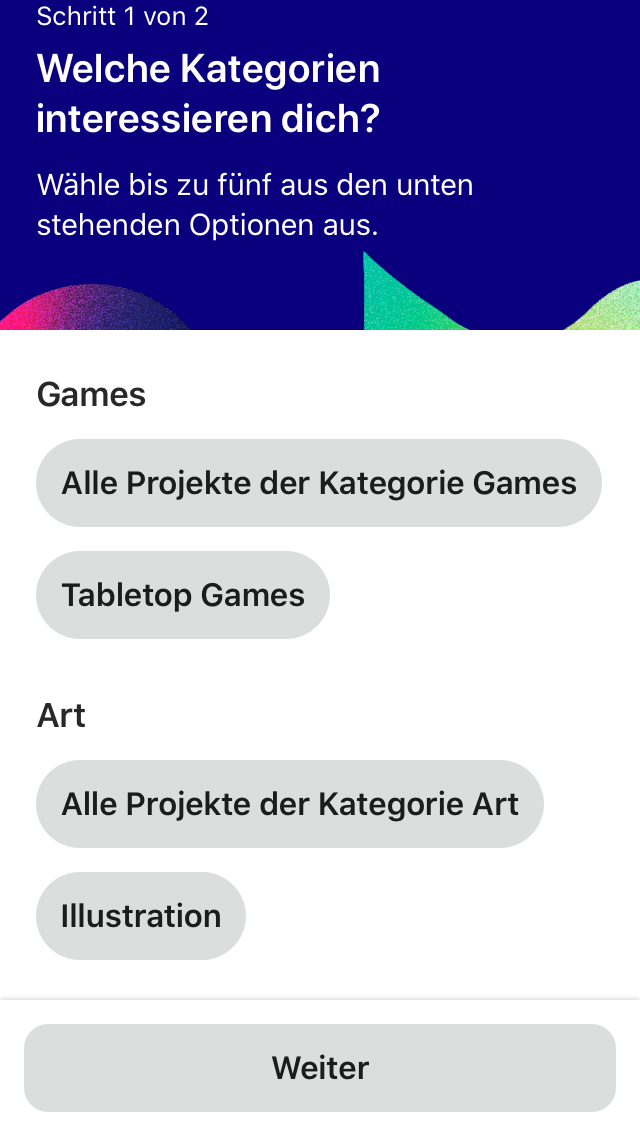 Schritt 1 von 2
Welche Kategorien
interessieren dich?
Wähle bis zu fünf aus den unten
stehenden Optionen aus.
Games
Alle Projekte der Kategorie Games
Tabletop Games
Art
Alle Projekte der Kategorie Art
Illustration
Weiter